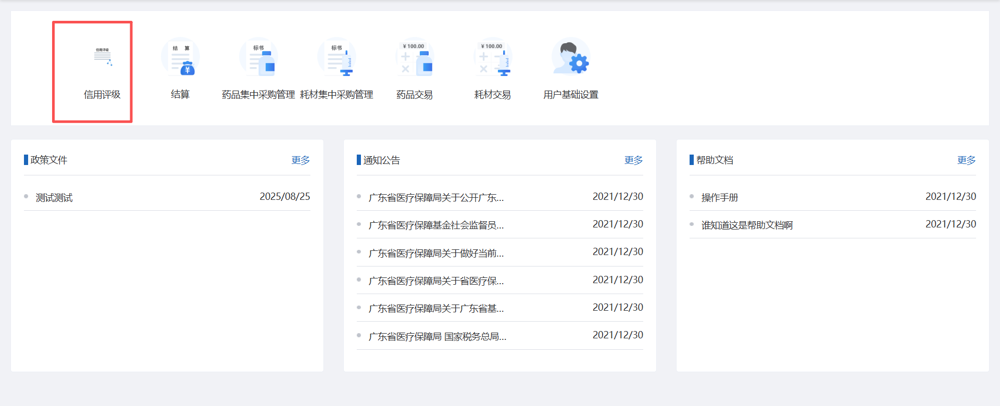 信用评级
结 算
标书
标书
¥ 100.00
¥ 100.00
信用评级
结算
药品集中采购管理
耗材集中采购管理
药品交易
耗材交易
用户基础设置
政策文件
更多
测试测试
2025/08/25
通知公告
更多
广东省医疗保障局关于公开广东...
2021/12/30
广东省医疗保障基金社会监督员...
2021/12/30
广东省医疗保障局关于做好当前...
2021/12/30
广东省医疗保障局关于省医疗保...
2021/12/30
广东省医疗保障局关于广东省基...
2021/12/30
广东省医疗保障局 国家税务总局...
2021/12/30
帮助文档
更多
操作手册
2021/12/30
谁知道这是帮助文档啊
2021/12/30